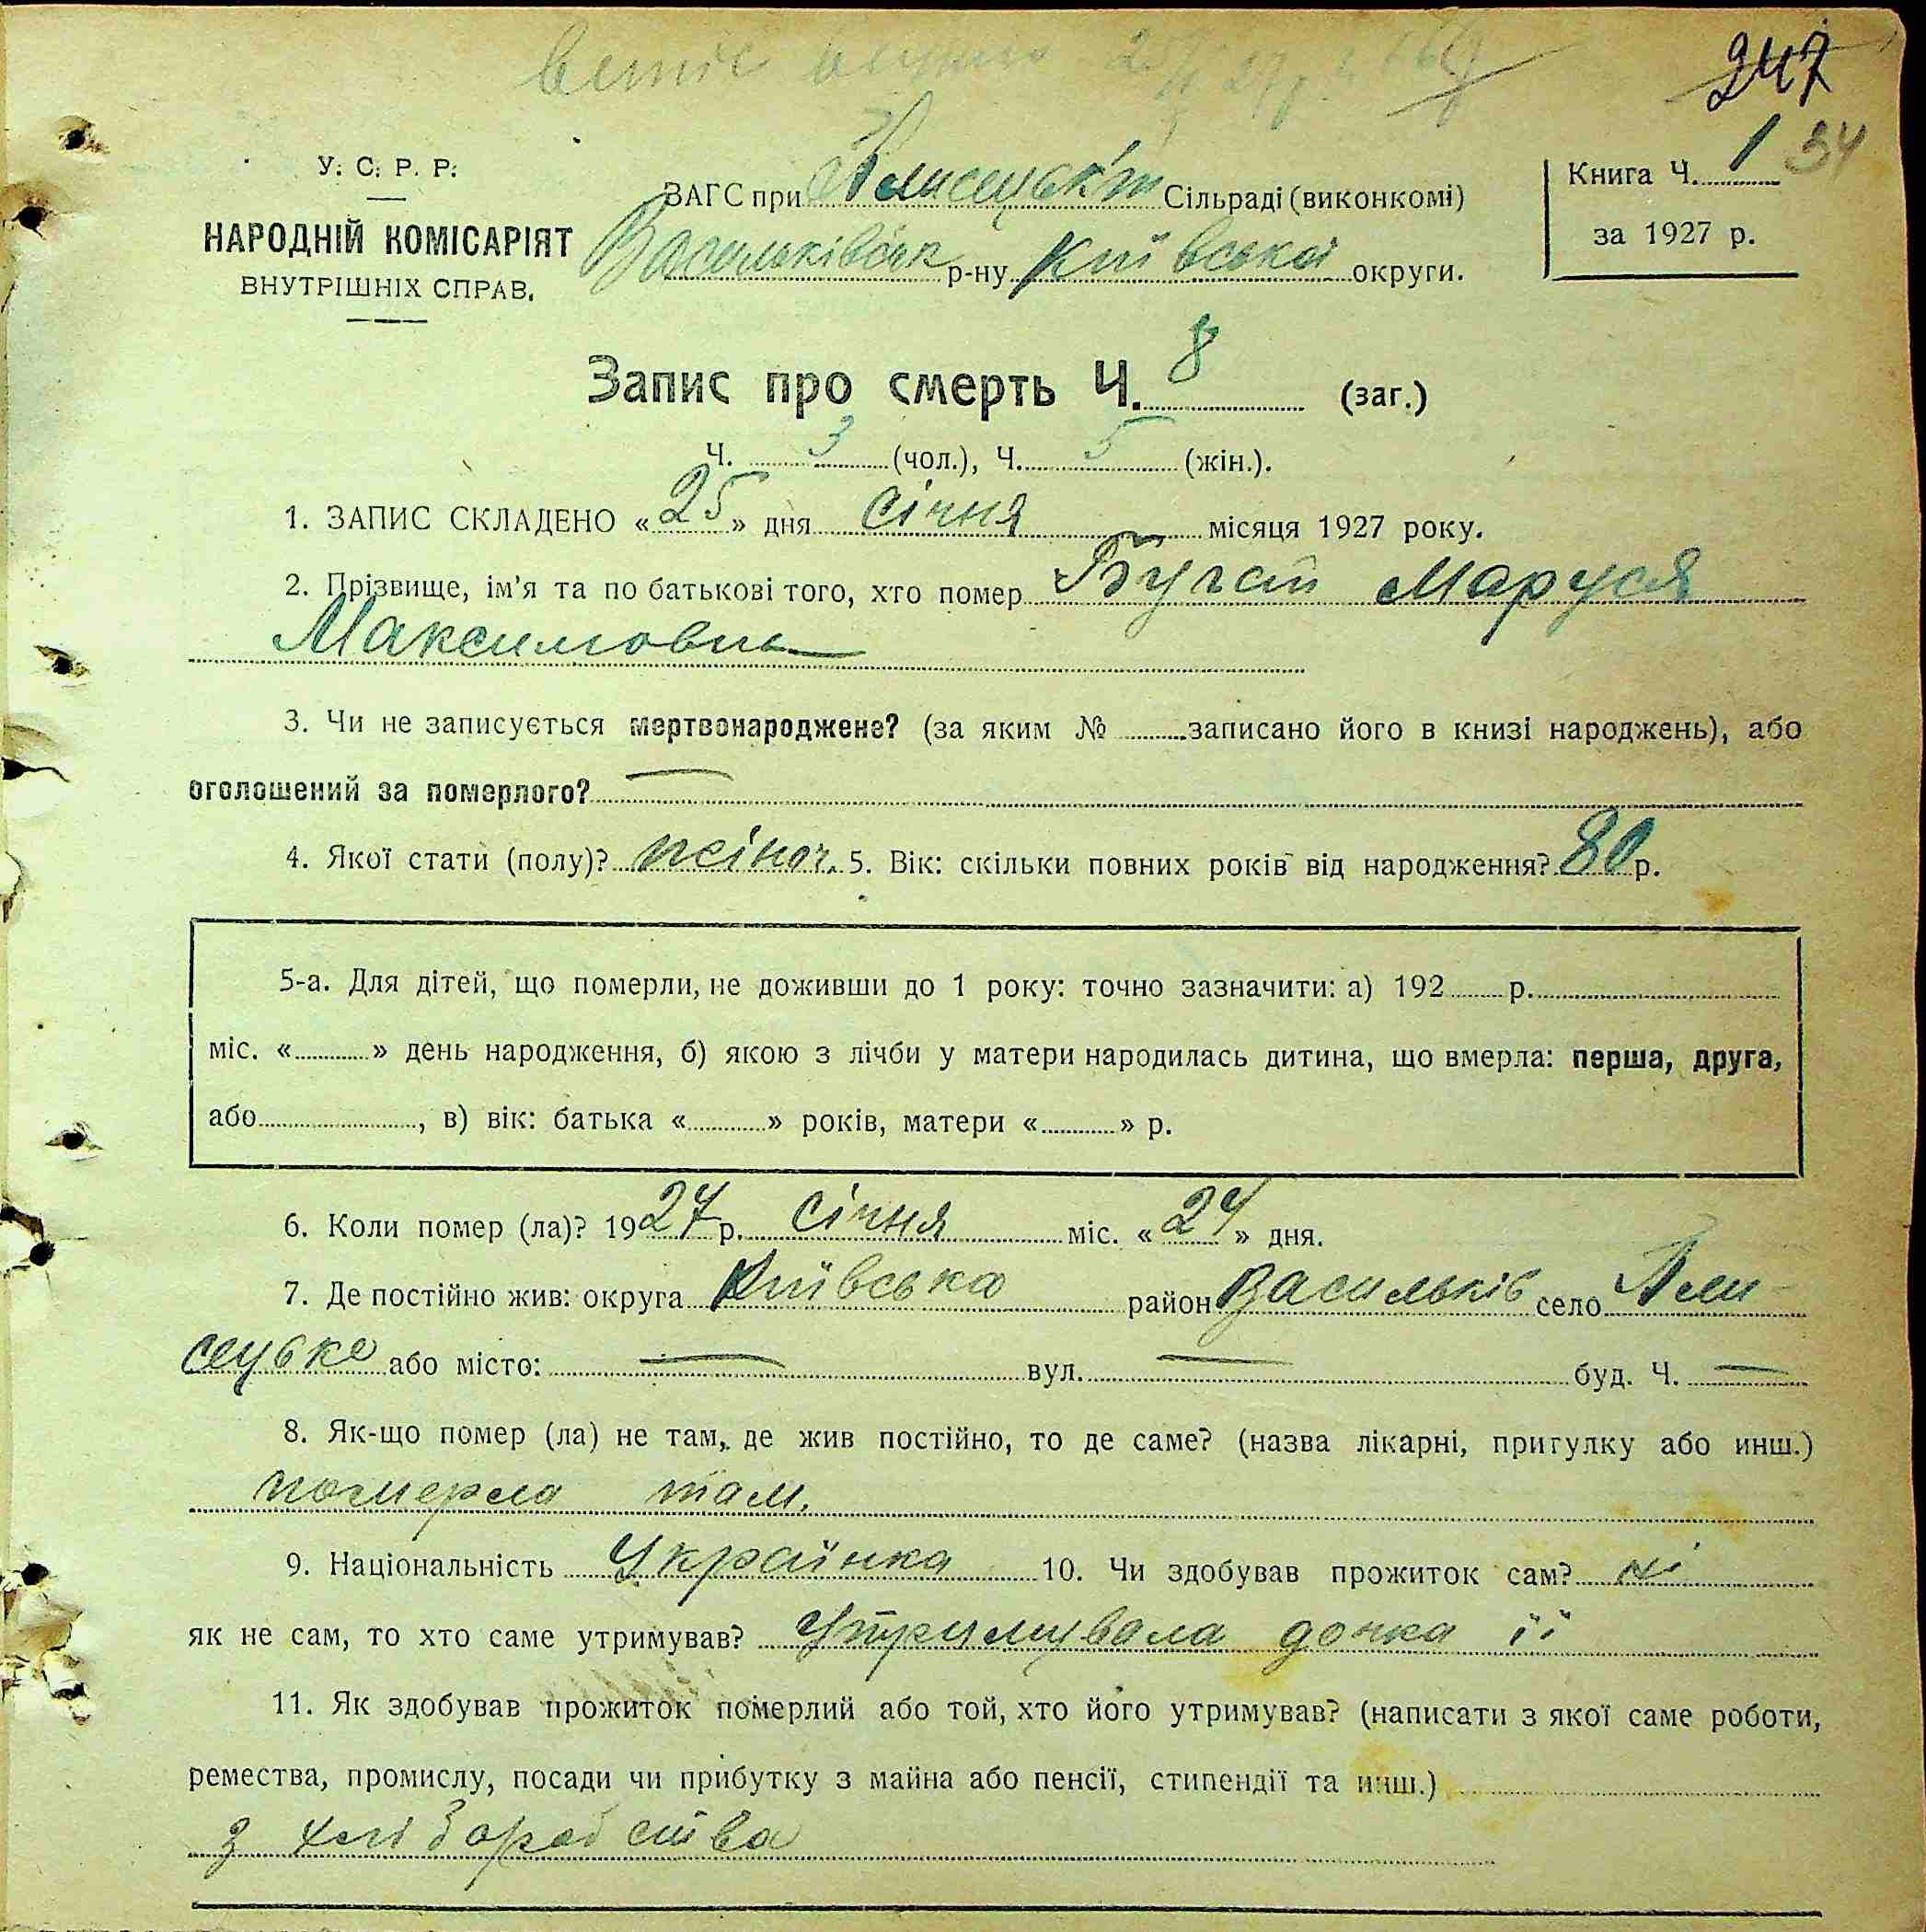 247
У. С. Р. Р.
НАРОДНІЙ КОМІСАРІЯТ
ВНУТРІШНІХ СПРАВ.
ЗАГС при Плисецькій Сільраді (виконкомі)
Васильківськ р-ну Київської округи.
Книга Ч. 1 34
за 1927 р.
Запис про смерть Ч. 8 (заг.)
Ч. 3 (чол.), Ч. 5 (жін.).
1. ЗАПИС СКЛАДЕНО «25» дня січня місяця 1927 року.
2. Прізвище, ім'я та по батькові того, хто помер Бугай Маруся
Максимовна
3. Чи не записується мертвонароджене? (за яким № записано його в книзі народжень), або
оголошений за померлого? —
4. Якої стати (полу)? жіноч. 5. Вік: скільки повних років від народження? 80 р.
5-а. Для дітей, що померли, не доживши до 1 року: точно зазначити: а) 192 р.
міс. « » день народження, б) якою з лічби у матери народилась дитина, що вмерла: перша, друга,
або , в) вік: батька « » років, матери « » р.
6. Коли помер (ла)? 1927 р. січня міс. «24» дня.
7. Де постійно жив: округа Київська район Васильків село Пли-
сецьке або місто: — вул. — буд. Ч. —
8. Як-що помер (ла) не там, де жив постійно, то де саме? (назва лікарні, пригулку або инш.)
померла там.
9. Національність Українка 10. Чи здобував прожиток сам? ні
як не сам, то хто саме утримував? Утримувала дочка її
11. Як здобував прожиток померлий або той, хто його утримував? (написати з якої саме роботи,
ремества, промислу, посади чи прибутку з майна або пенсії, стипендії та инш.)
з хліборобства